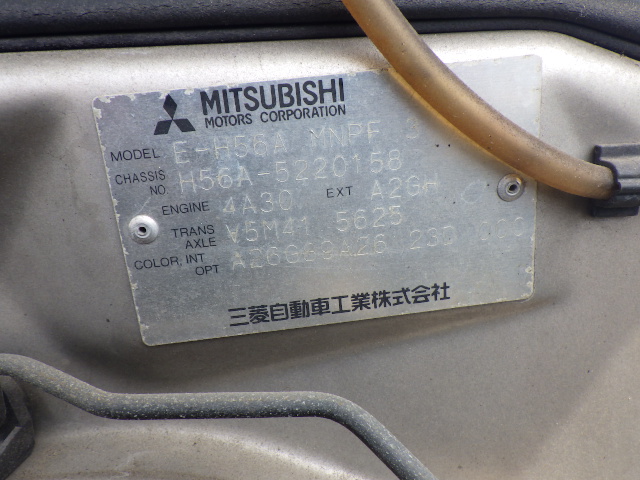 MITSUBISHI
MOTORS CORPORATION
MODEL E-H56A MNPF
CHASSIS NO. H56A-5220158
ENGINE 4A30 EXT A2GH
TRANS AXLE V5M41 5625
COLOR, INT OPT
三菱自動車工業株式会社